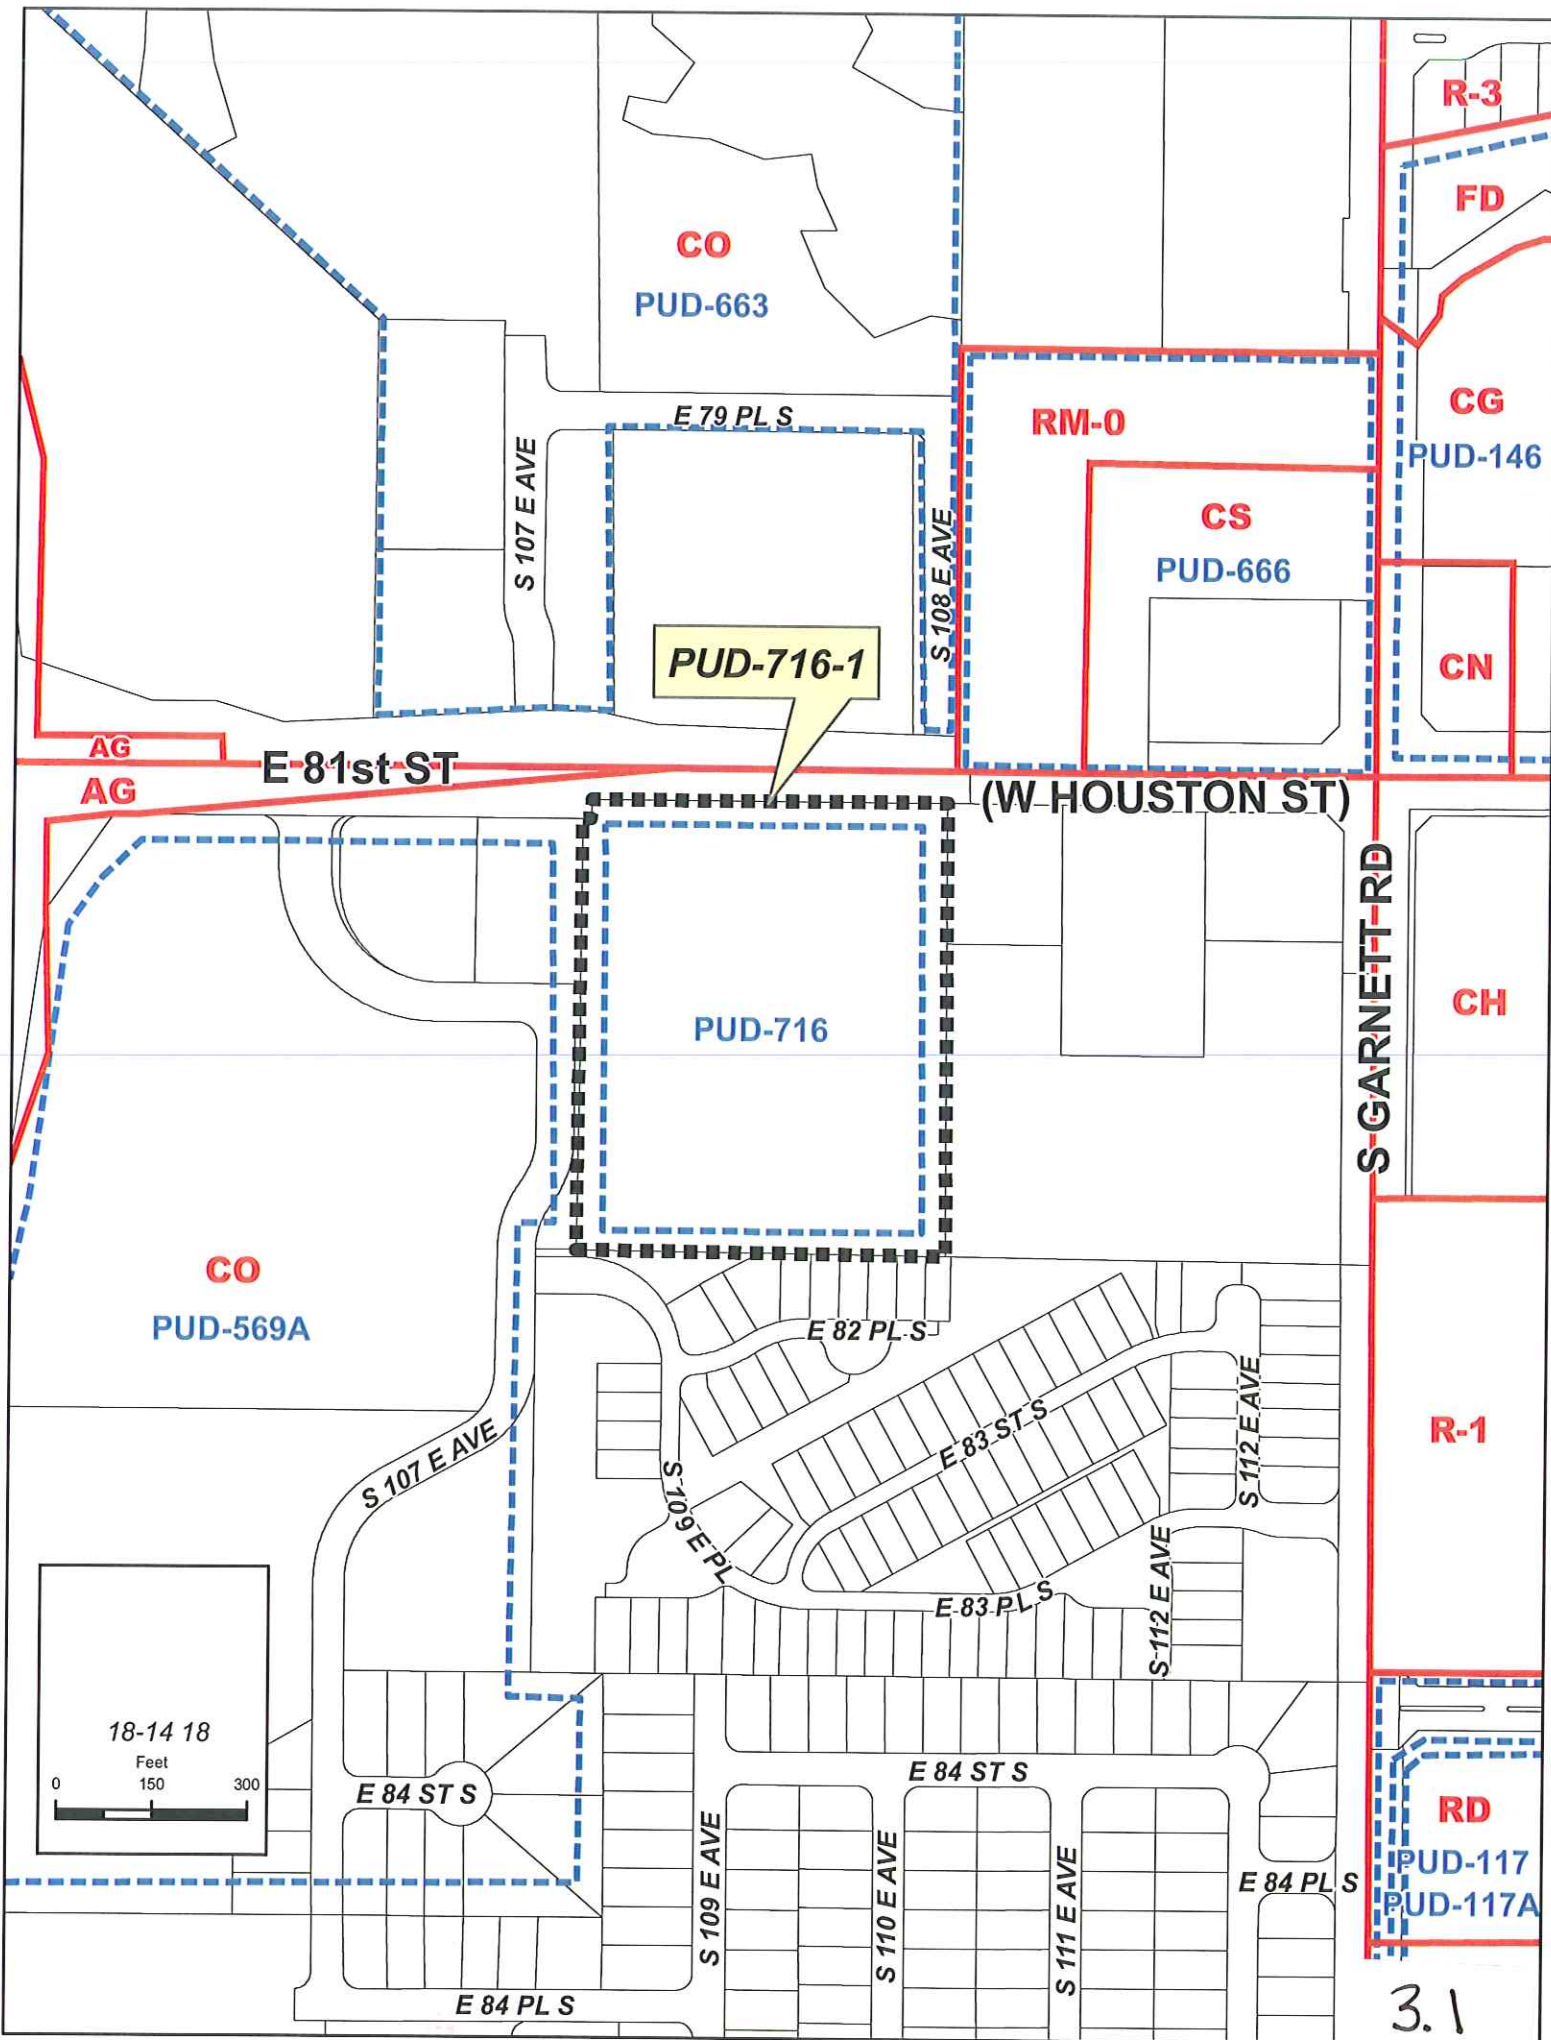 R-3
FD
CO
PUD-663
CG
PUD-146
E 79 PL S
RM-0
S 107 E AVE
CS
PUD-666
S 108 E AVE
PUD-716-1
CN
AG
E 81st ST
AG
(W HOUSTON ST)
S GARNETT RD
PUD-716
CH
CO
PUD-569A
E 82 PL S
S 107 E AVE
E 83 ST S
S 112 E AVE
R-1
S 109 E PL
E 83 PL S
S 112 E AVE
18-14 18
Feet
0 150 300
E 84 ST S
E 84 ST S
S 109 E AVE
S 110 E AVE
S 111 E AVE
E 84 PL S
RD
PUD-117
PUD-117A
E 84 PL S
3.1